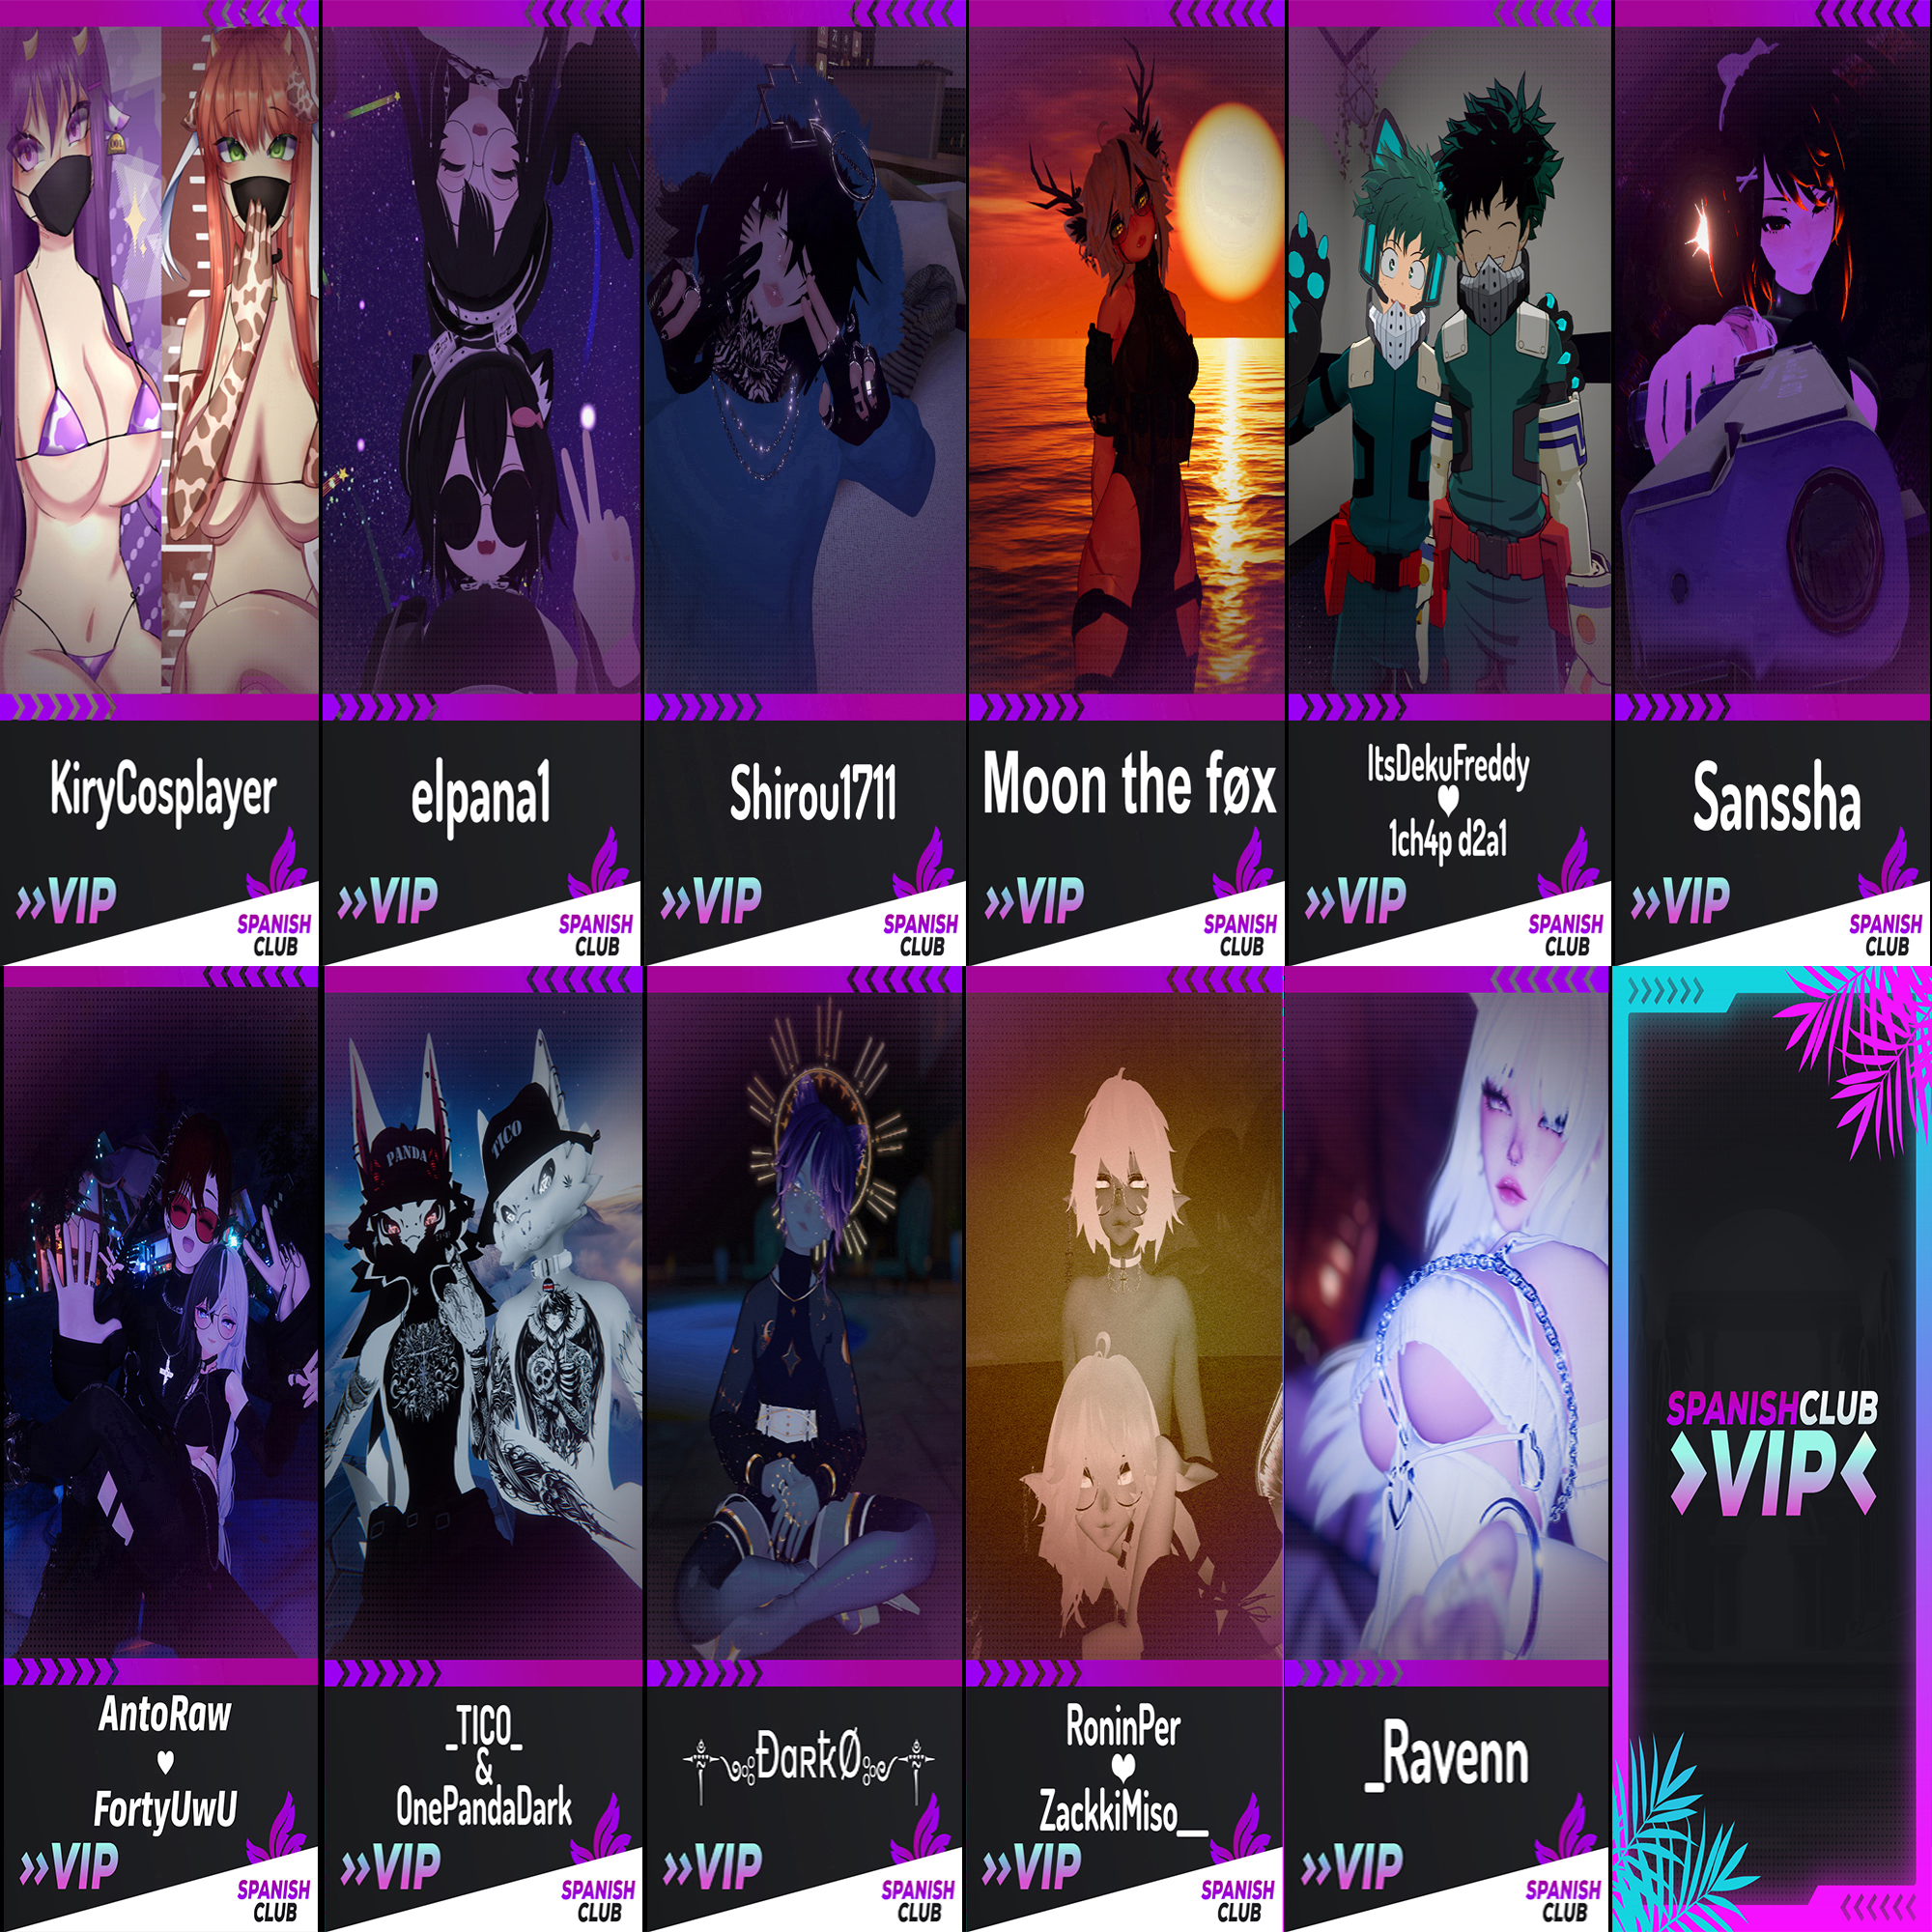 KiryCosplayer
»VIP
SPANISH
CLUB
elpana1
»VIP
SPANISH
CLUB
Shirou1711
»VIP
SPANISH
CLUB
Moon the føx
»VIP
SPANISH
CLUB
ItsDekuFreddy
♥
1ch4p d2a1
»VIP
SPANISH
CLUB
Sanssha
»VIP
SPANISH
CLUB
AntoRaw
♥
FortyUwU
»VIP
SPANISH
CLUB
PANDA
TICO
_TICO_
&
OnePandaDark
»VIP
SPANISH
CLUB
ĐαʀkØ
»VIP
SPANISH
CLUB
RoninPer
♥
ZackkiMiso__
»VIP
SPANISH
CLUB
_Ravenn
»VIP
SPANISH
CLUB
SPANISHCLUB
VIP